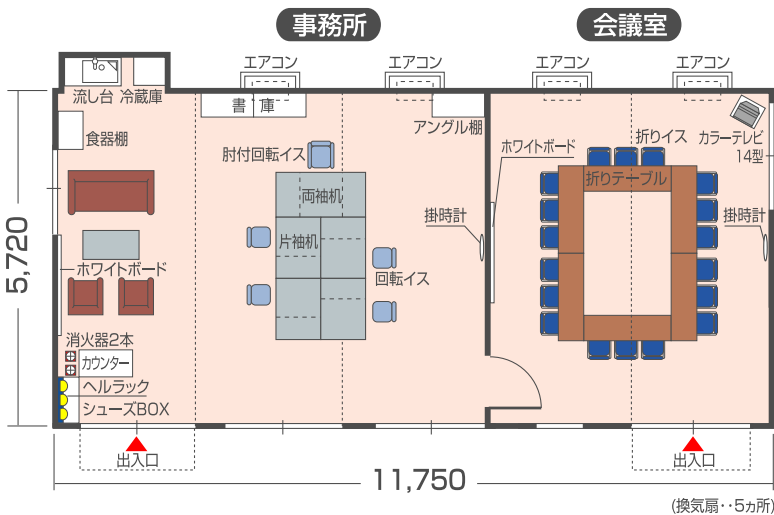 事務所
会議室
エアコン
エアコン
エアコン
エアコン
流し台
冷蔵庫
書庫
アングル棚
食器棚
肘付回転イス
ホワイトボード
折りイス
カラーテレビ
14型
折りテーブル
両袖机
片袖机
掛時計
掛時計
ホワイトボード
回転イス
5,720
消火器2本
カウンター
ヘルラック
シューズBOX
出入口
出入口
11,750
(換気扇‥5ヵ所)